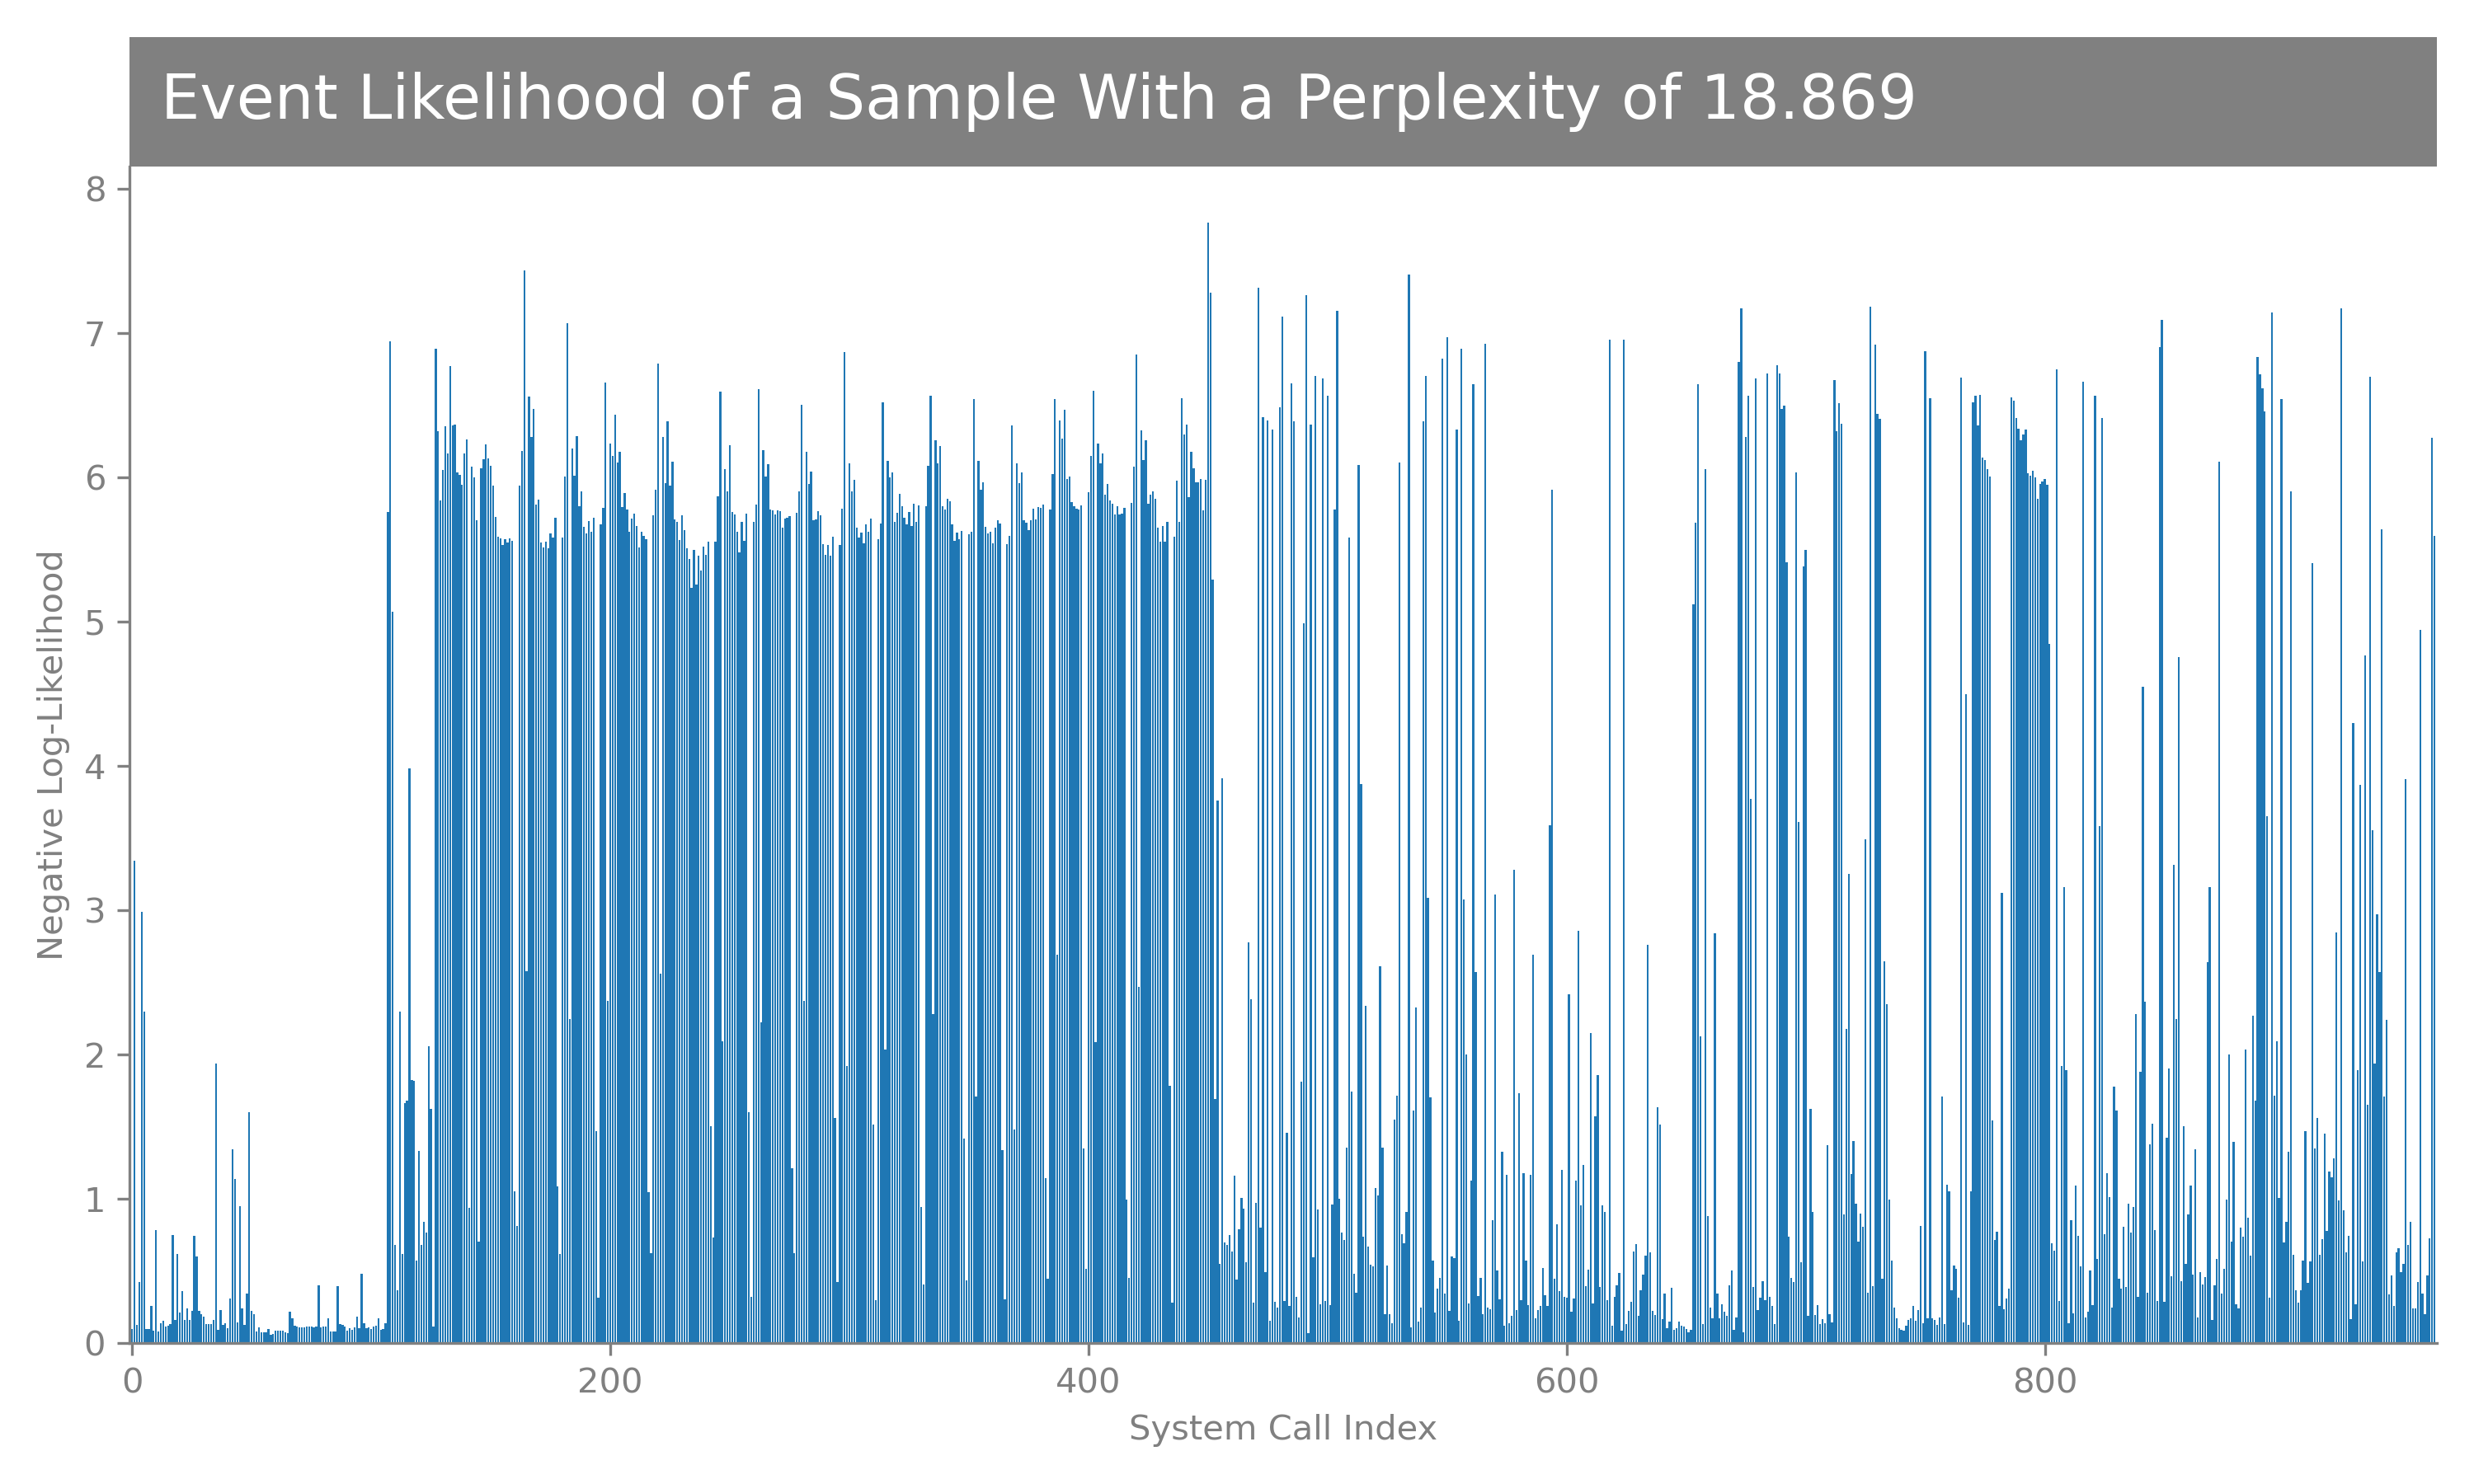 Event Likelihood of a Sample With a Perplexity of 18.869
8
7
6
5
4
3
2
1
0
Negative Log-Likelihood
0 200 400 600 800
System Call Index